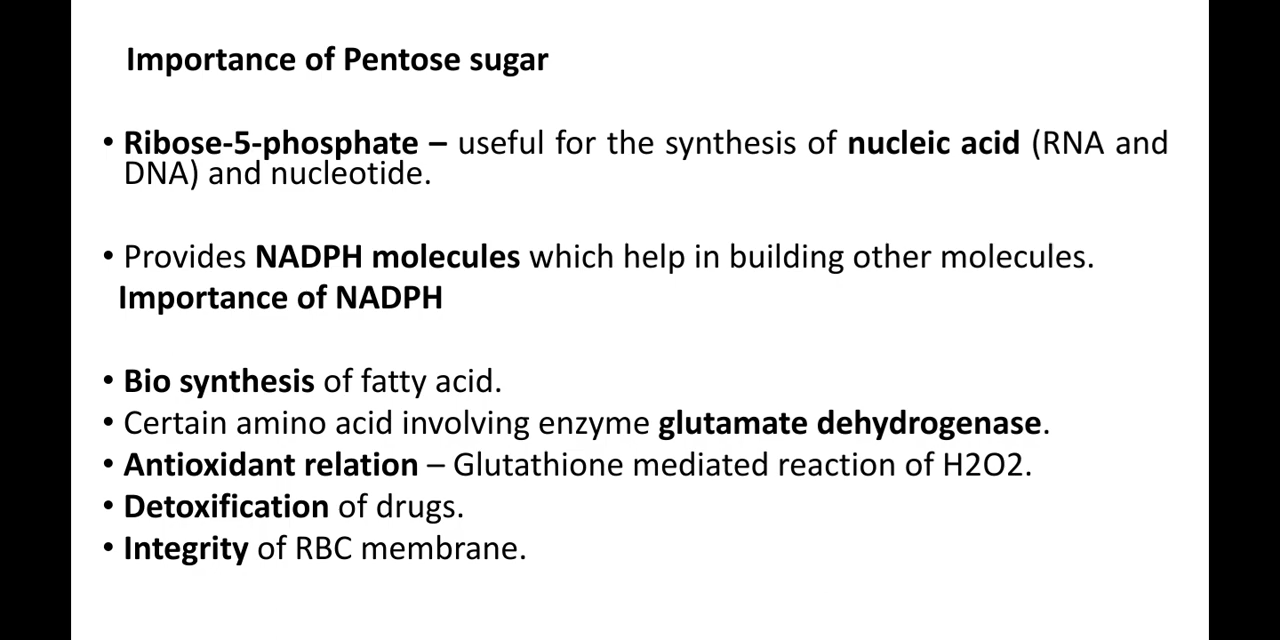 Importance of Pentose sugar
• Ribose-5-phosphate – useful for the synthesis of nucleic acid (RNA and
DNA) and nucleotide.
• Provides NADPH molecules which help in building other molecules.
Importance of NADPH
• Bio synthesis of fatty acid.
• Certain amino acid involving enzyme glutamate dehydrogenase.
• Antioxidant relation – Glutathione mediated reaction of H2O2.
• Detoxification of drugs.
• Integrity of RBC membrane.